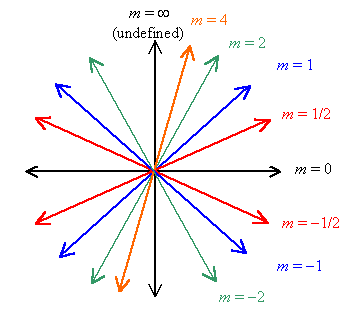 m = ∞
(undefined)
m = 4
m = 2
m = 1
m = 1/2
m = 0
m = −1/2
m = −1
m = −2